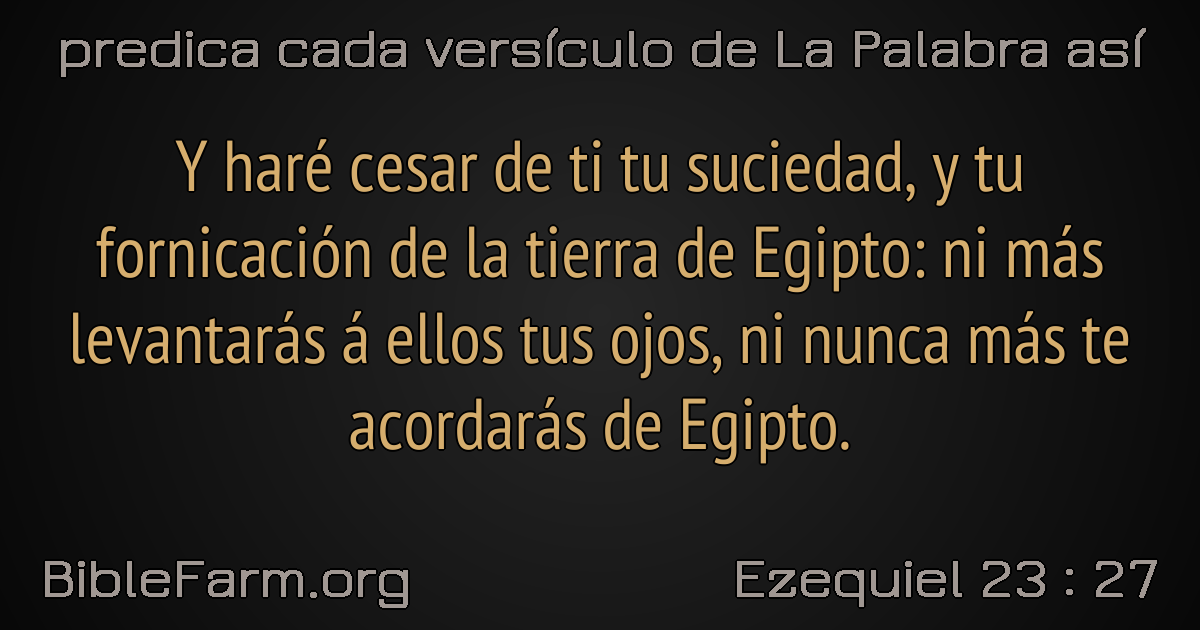 predica cada versículo de La Palabra así
Y haré cesar de ti tu suciedad, y tu
fornicación de la tierra de Egipto: ni más
levantarás á ellos tus ojos, ni nunca más te
acordarás de Egipto.
BibleFarm.org
Ezequiel 23 : 27